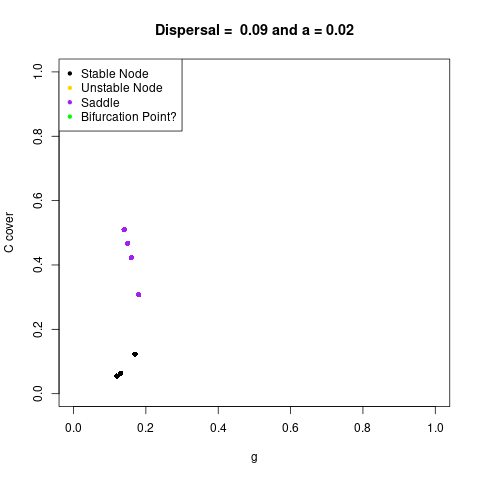 Dispersal =  0.09 and a = 0.02
Stable Node
Unstable Node
Saddle
Bifurcation Point?
C cover
1.0
0.8
0.6
0.4
0.2
0.0
0.0 0.2 0.4 0.6 0.8 1.0
g